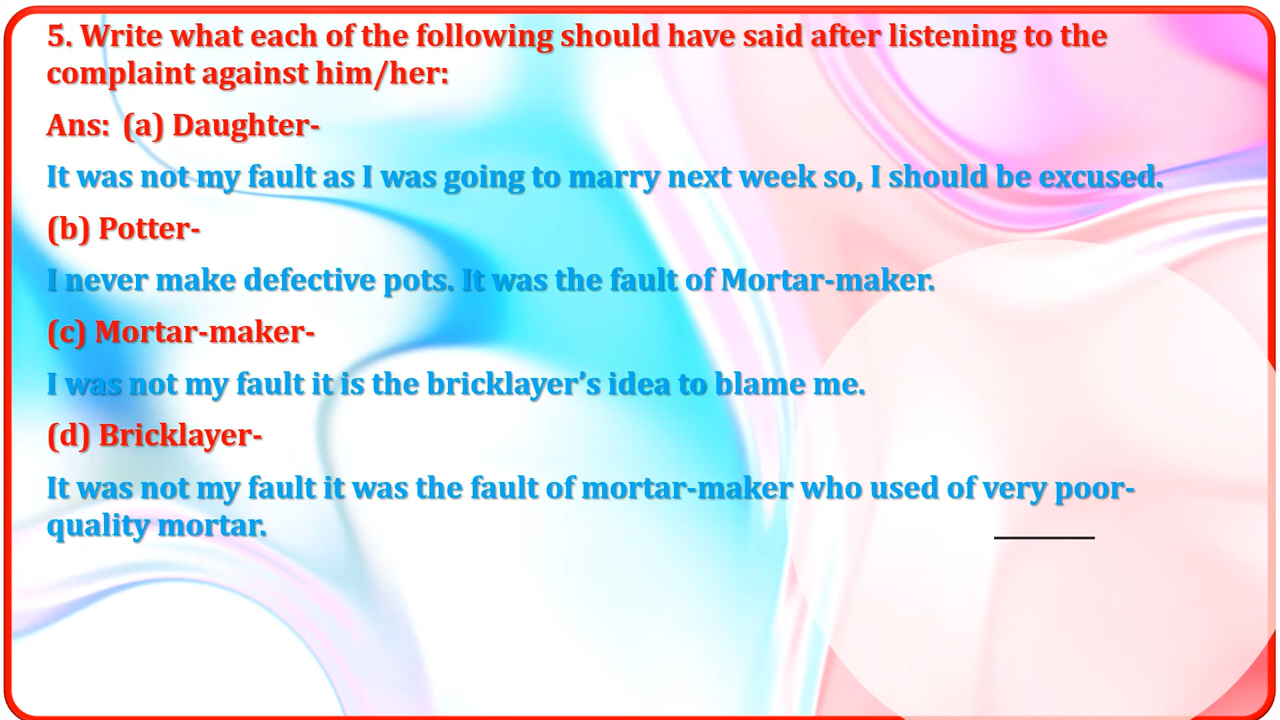 5. Write what each of the following should have said after listening to the
complaint against him/her:
Ans: (a) Daughter-
It was not my fault as I was going to marry next week so, I should be excused.
(b) Potter-
I never make defective pots. It was the fault of Mortar-maker.
(c) Mortar-maker-
I was not my fault it is the bricklayer’s idea to blame me.
(d) Bricklayer-
It was not my fault it was the fault of mortar-maker who used of very poor-
quality mortar.